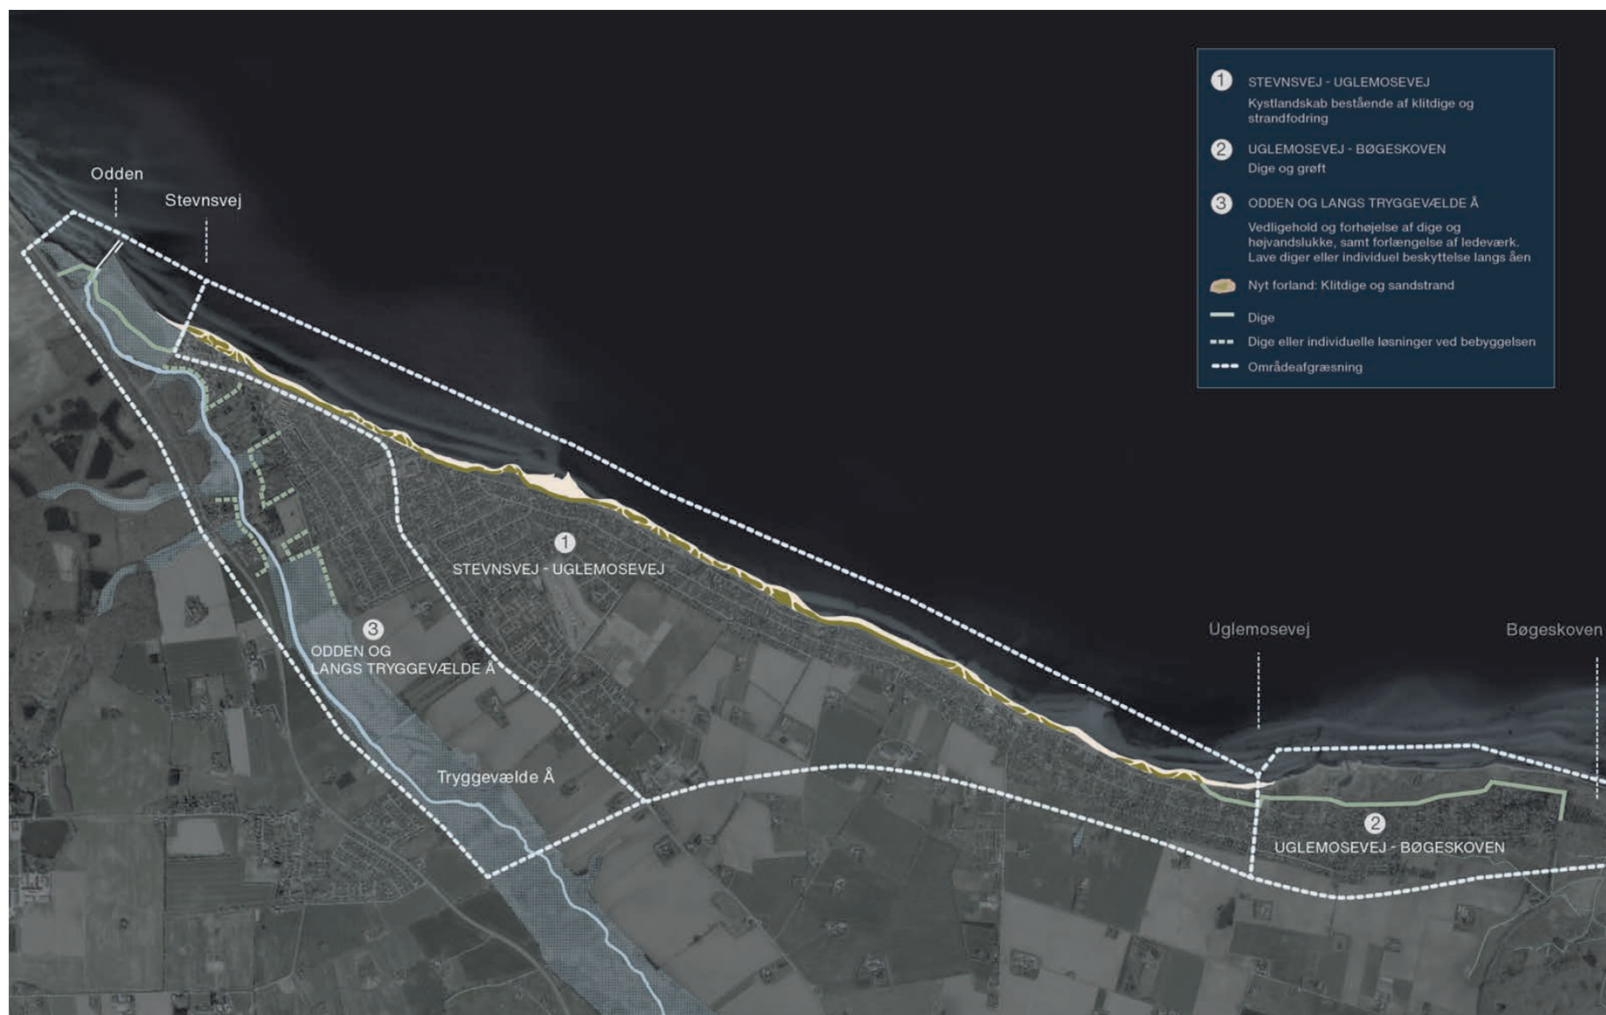 1
STEVNSVEJ - UGLEMOSEVEJ
Kystlandskab bestående af klitdige og
strandfodring
2
UGLEMOSEVEJ - BØGESKOVEN
Dige og grøft
3
ODDEN OG LANGS TRYGGEVÆLDE Å
Vedligehold og forhøjelse af dige og
højvandslukke, samt forlængelse af ledeværk.
Lave diger eller individuel beskyttelse langs åen
Nyt forland: Klitdige og sandstrand
Dige
Dige eller individuelle løsninger ved bebyggelsen
Områdeafgræsning
Odden
Stevnsvej
1
STEVNSVEJ - UGLEMOSEVEJ
3
ODDEN OG
LANGS TRYGGEVÆLDE Å
Uglemosevej
Bøgeskoven
Tryggevælde Å
2
UGLEMOSEVEJ - BØGESKOVEN